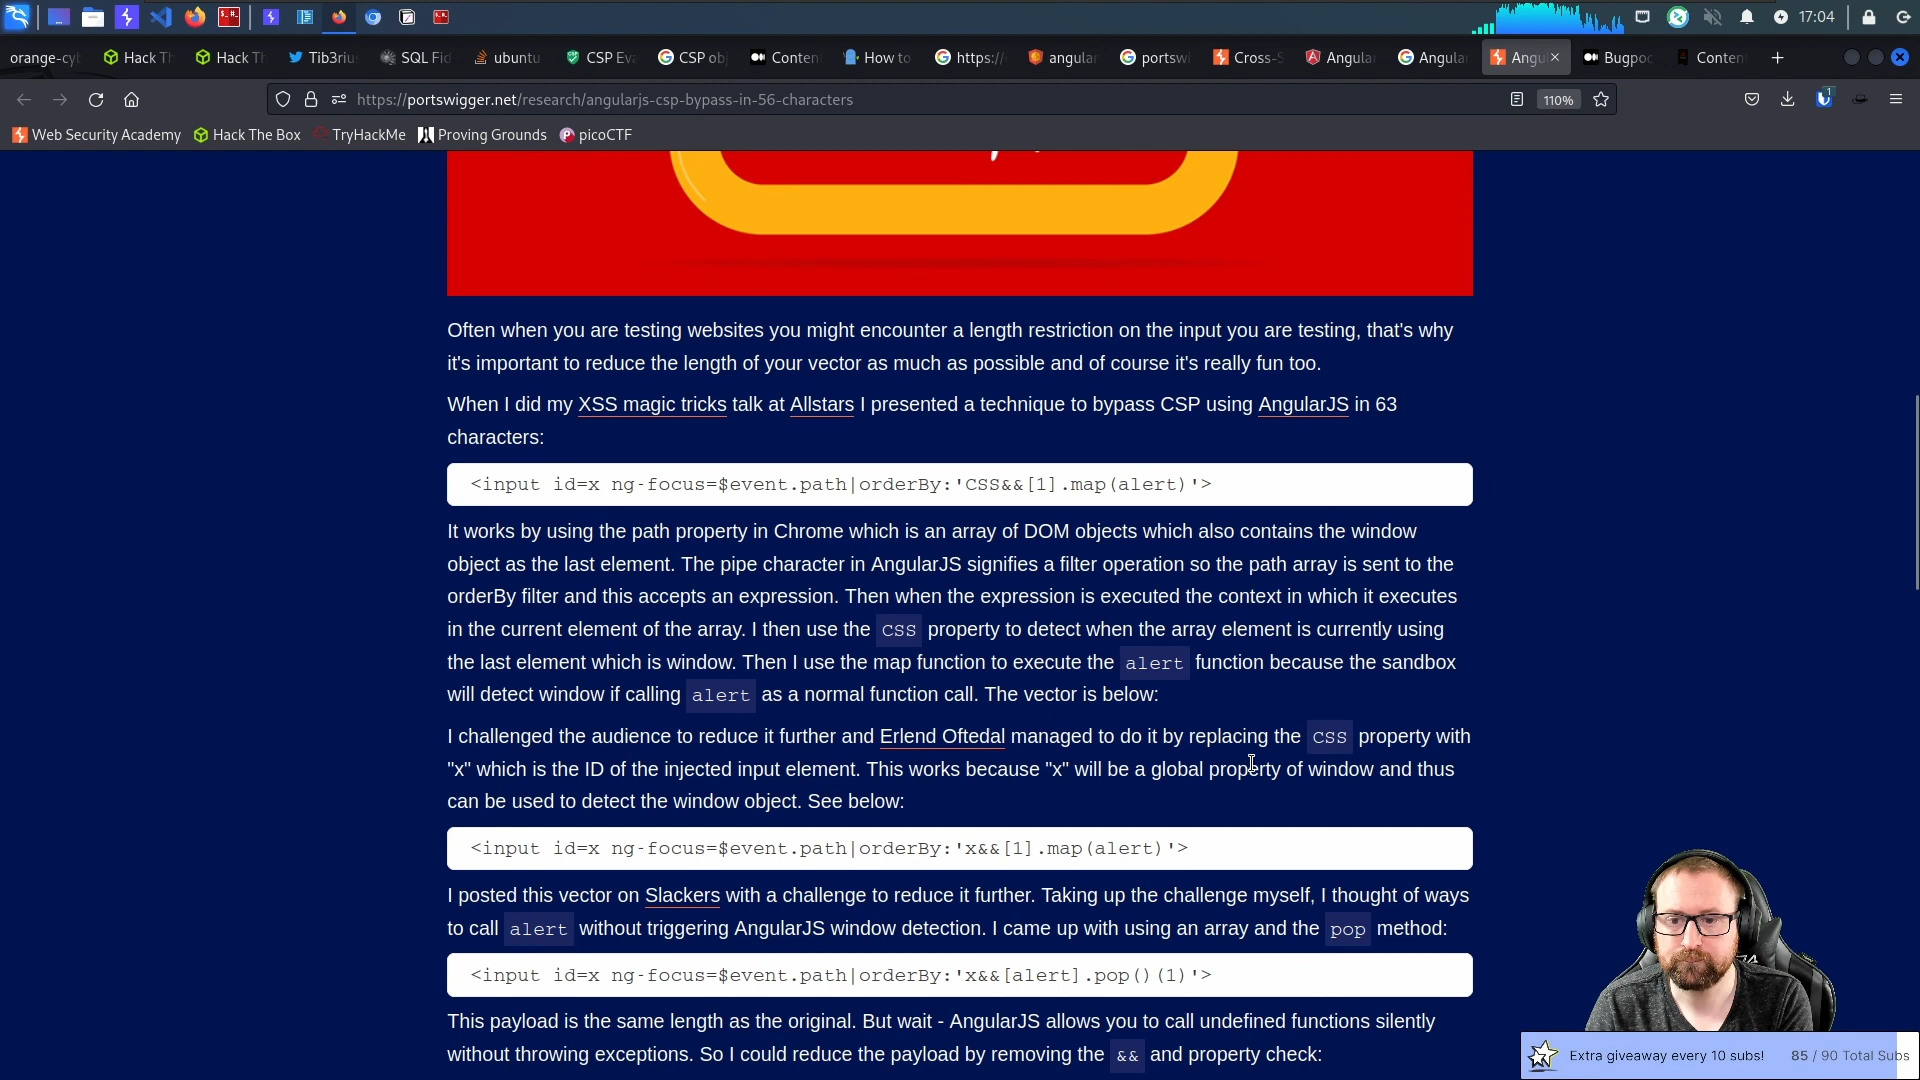 17:04
orange-cy
Hack Th
Hack Th
Tib3riu
SQL Fid
ubuntu
CSP Eva
CSP obj
Conten
How to
https:/
angular
portswi
Cross-S
Angula
Angula
Angu
Bugpo
Conten
https://portswigger.net/research/angularjs-csp-bypass-in-56-characters
110%
1
Web Security Academy
Hack The Box
TryHackMe
Proving Grounds
picoCTF
Often when you are testing websites you might encounter a length restriction on the input you are testing, that's why
it's important to reduce the length of your vector as much as possible and of course it's really fun too.
When I did my XSS magic tricks talk at Allstars I presented a technique to bypass CSP using AngularJS in 63
characters:
<input id=x ng-focus=$event.path|orderBy:'CSS&&[1].map(alert)'>
It works by using the path property in Chrome which is an array of DOM objects which also contains the window
object as the last element. The pipe character in AngularJS signifies a filter operation so the path array is sent to the
orderBy filter and this accepts an expression. Then when the expression is executed the context in which it executes
in the current element of the array. I then use the CSS property to detect when the array element is currently using
the last element which is window. Then I use the map function to execute the alert function because the sandbox
will detect window if calling alert as a normal function call. The vector is below:
I challenged the audience to reduce it further and Erlend Oftedal managed to do it by replacing the CSS property with
"x" which is the ID of the injected input element. This works because "x" will be a global property of window and thus
can be used to detect the window object. See below:
<input id=x ng-focus=$event.path|orderBy:'x&&[1].map(alert)'>
I posted this vector on Slackers with a challenge to reduce it further. Taking up the challenge myself, I thought of ways
to call alert without triggering AngularJS window detection. I came up with using an array and the pop method:
<input id=x ng-focus=$event.path|orderBy:'x&&[alert].pop()(1)'>
This payload is the same length as the original. But wait - AngularJS allows you to call undefined functions silently
without throwing exceptions. So I could reduce the payload by removing the && and property check:
Extra giveaway every 10 subs!
85 / 90 Total Subs